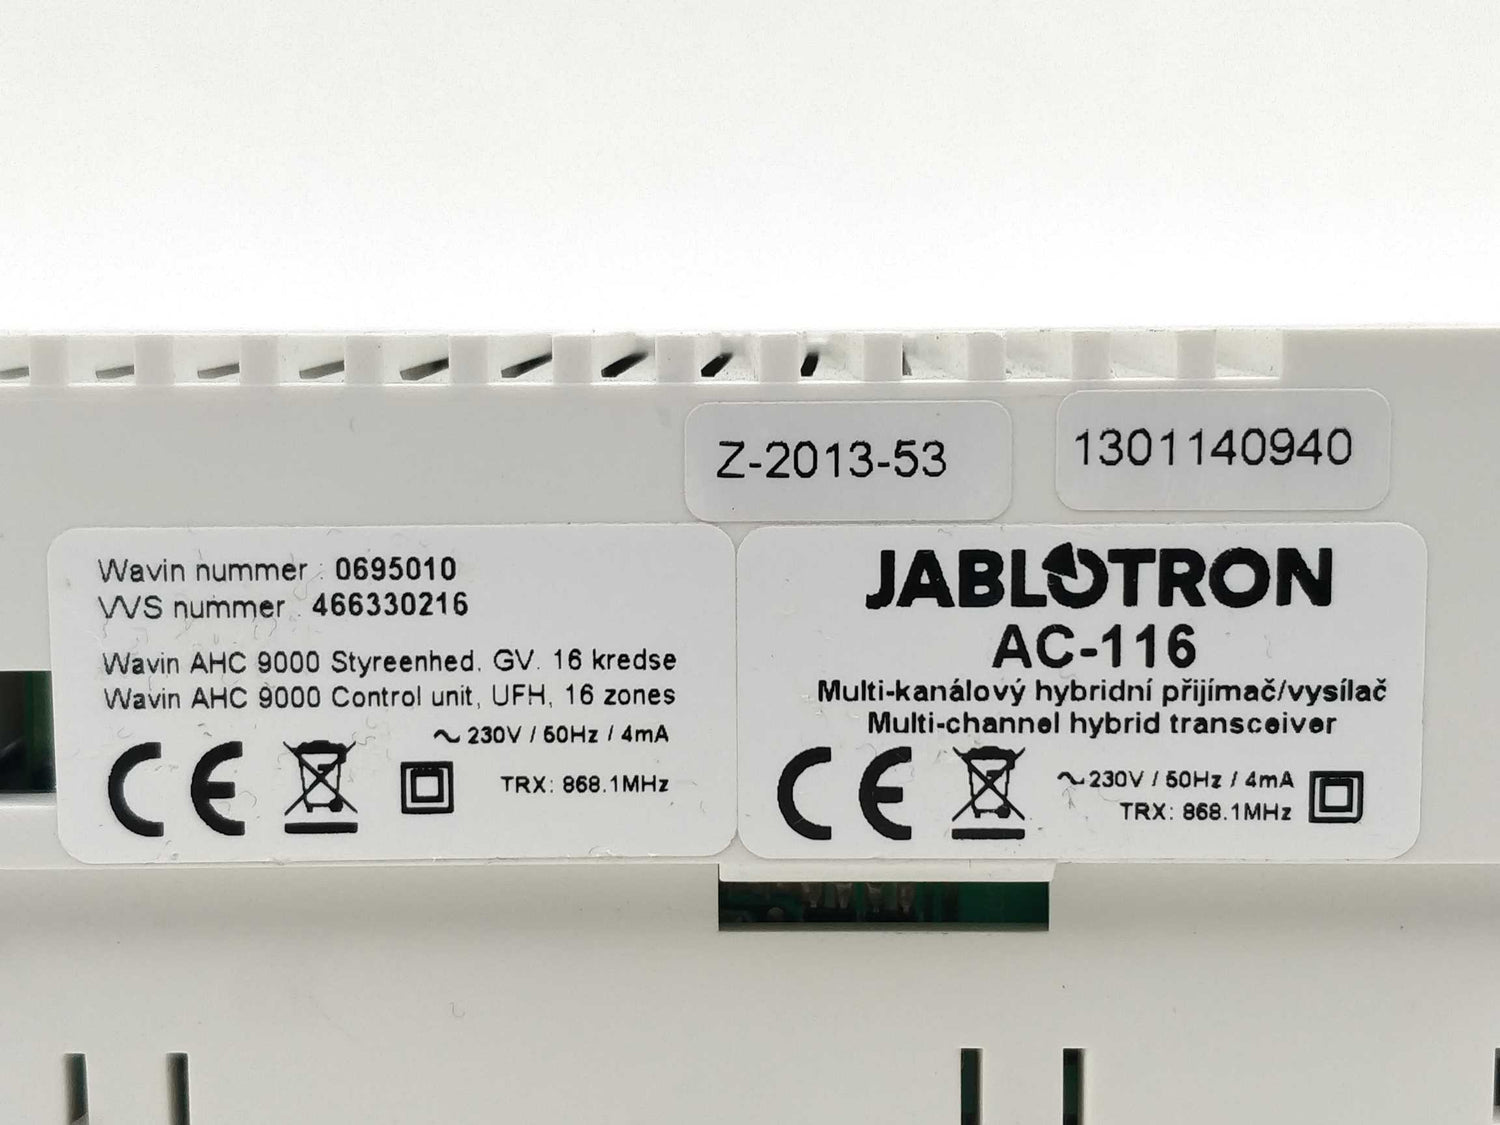 Z-2013-53
1301140940
Wavin nummer : 0695010
VVS nummer : 466330216
Wavin AHC 9000 Styreenhed, GV. 16 kredse
Wavin AHC 9000 Control unit, UFH, 16 zones
~ 230V / 50Hz / 4mA
CE
TRX: 868.1MHz
JABLOTRON
AC-116
Multi-kanálový hybridní přijímač/vysílač
Multi-channel hybrid transceiver
CE
~230V / 50Hz / 4mA
TRX: 868.1MHz